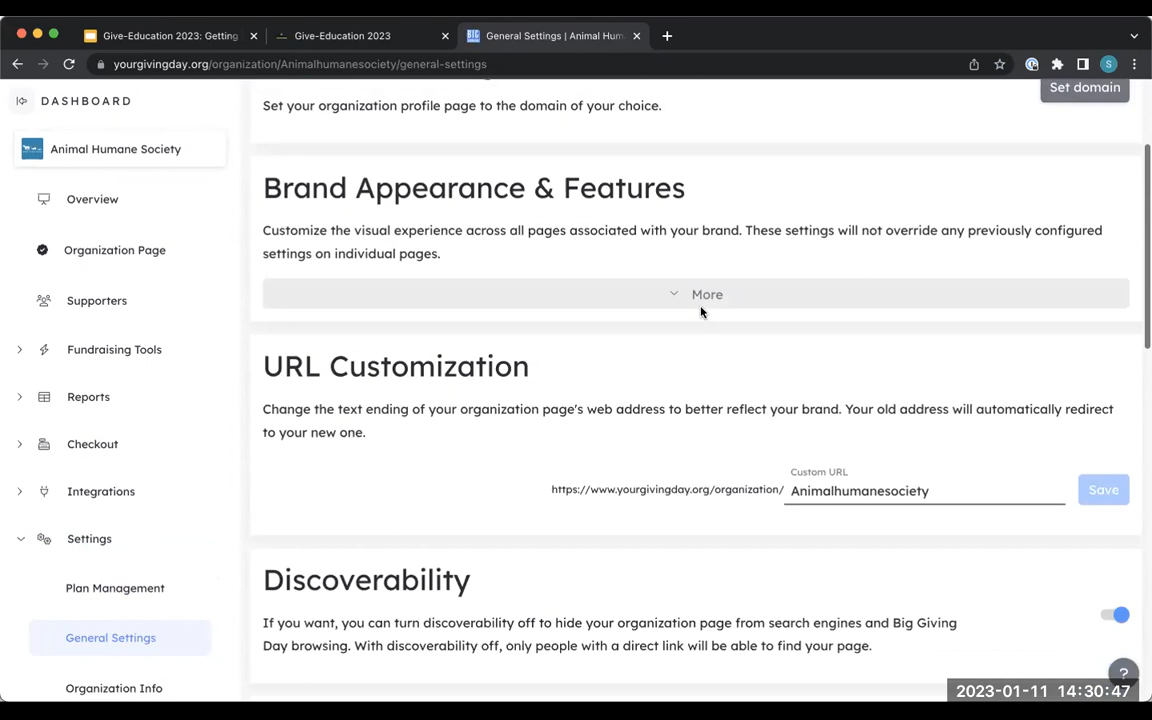 Give-Education 2023: Getting
Give-Education 2023
BIG
General Settings | Animal Hum
yourgivingday.org/organization/Animalhumanesociety/general-settings
S
DASHBOARD
Animal Humane Society
Overview
Organization Page
Supporters
Fundraising Tools
Reports
Checkout
Integrations
Settings
Plan Management
General Settings
Organization Info
Set your organization profile page to the domain of your choice.
Set domain
Brand Appearance & Features
Customize the visual experience across all pages associated with your brand. These settings will not override any previously configured
settings on individual pages.
More
URL Customization
Change the text ending of your organization page's web address to better reflect your brand. Your old address will automatically redirect
to your new one.
Custom URL
https://www.yourgivingday.org/organization/ Animalhumanesociety
Save
Discoverability
If you want, you can turn discoverability off to hide your organization page from search engines and Big Giving
Day browsing. With discoverability off, only people with a direct link will be able to find your page.
?
2023-01-11 14:30:47